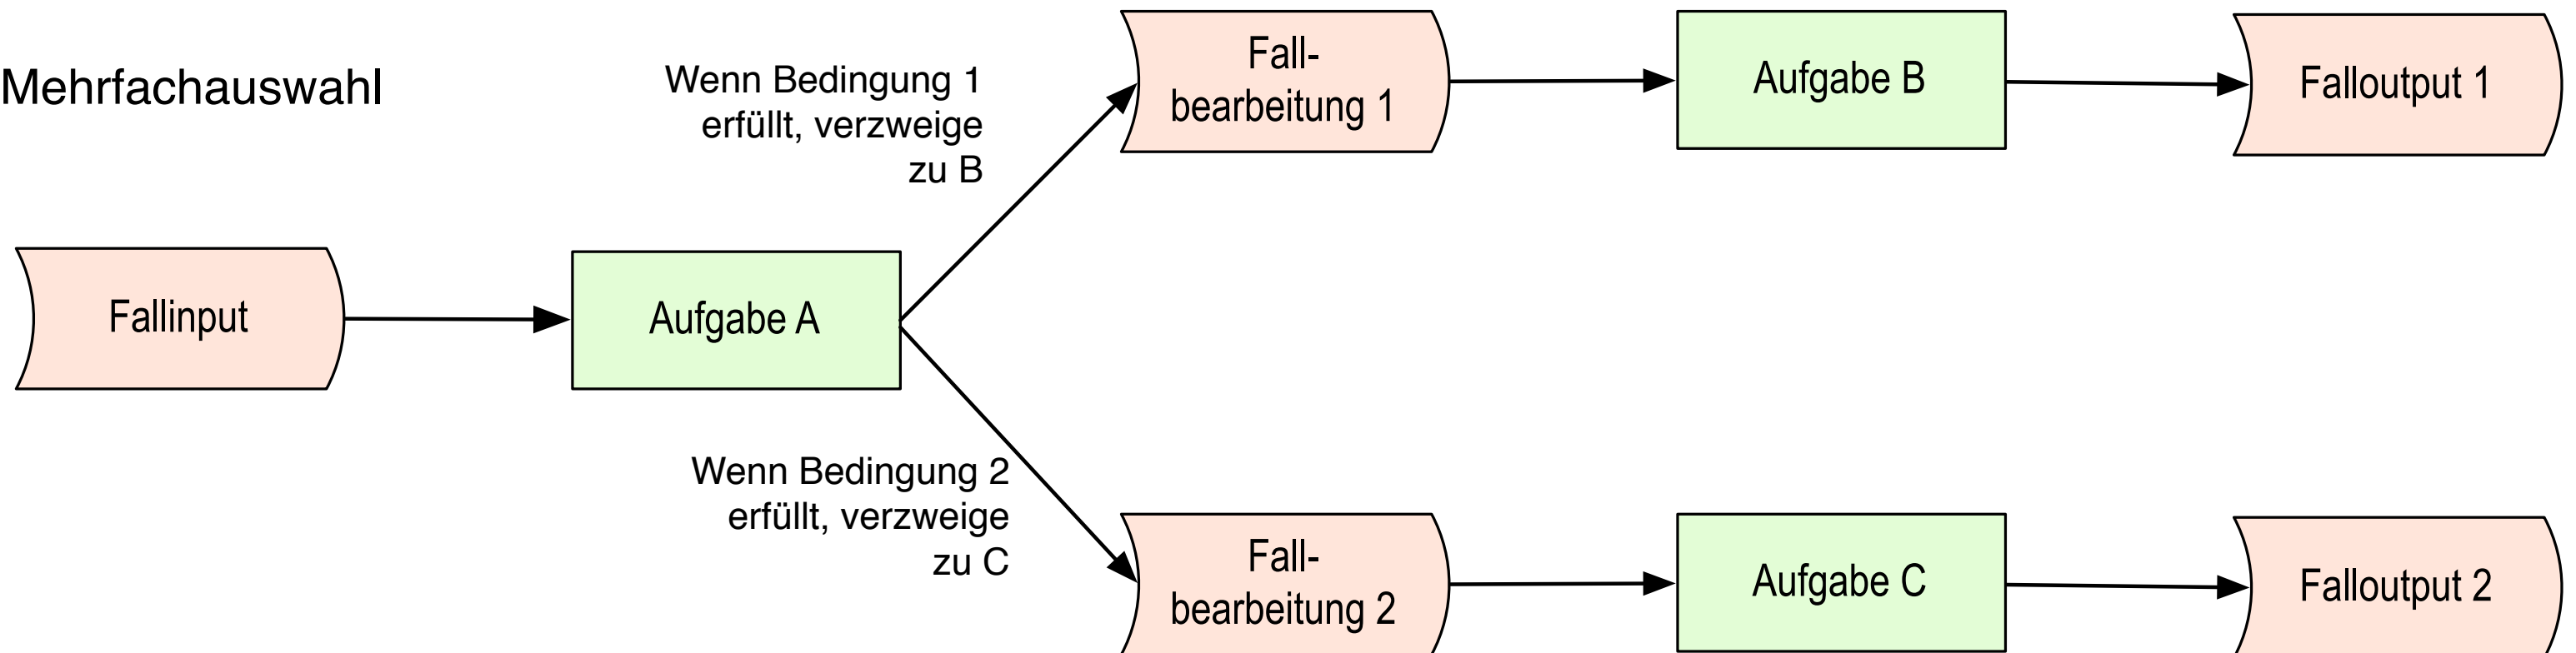 Mehrfachauswahl
Wenn Bedingung 1
erfüllt, verzweige
zu B
Fall-
bearbeitung 1
Aufgabe B
Falloutput 1
Fallinput
Aufgabe A
Wenn Bedingung 2
erfüllt, verzweige
zu C
Fall-
bearbeitung 2
Aufgabe C
Falloutput 2